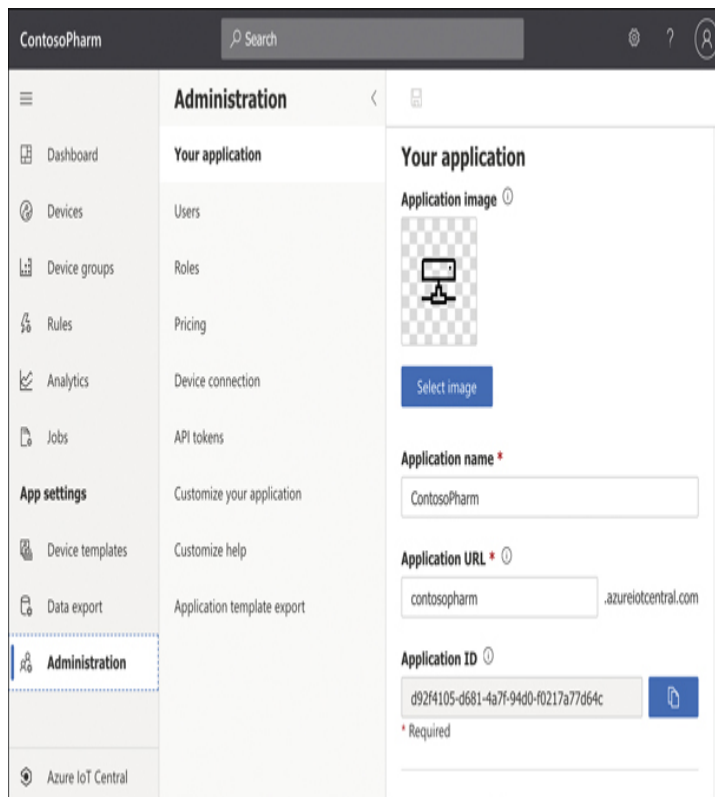 ContosoPharm
Search
?
Dashboard
Devices
Device groups
Rules
Analytics
Jobs
App settings
Device templates
Data export
Administration
Azure IoT Central
Administration
Your application
Users
Roles
Pricing
Device connection
API tokens
Customize your application
Customize help
Application template export
Your application
Application image
Select image
Application name *
ContosoPharm
Application URL *
contosopharm
.azureiotcentral.com
Application ID
d92f4105-d681-4a7f-94d0-f0217a77d64c
* Required